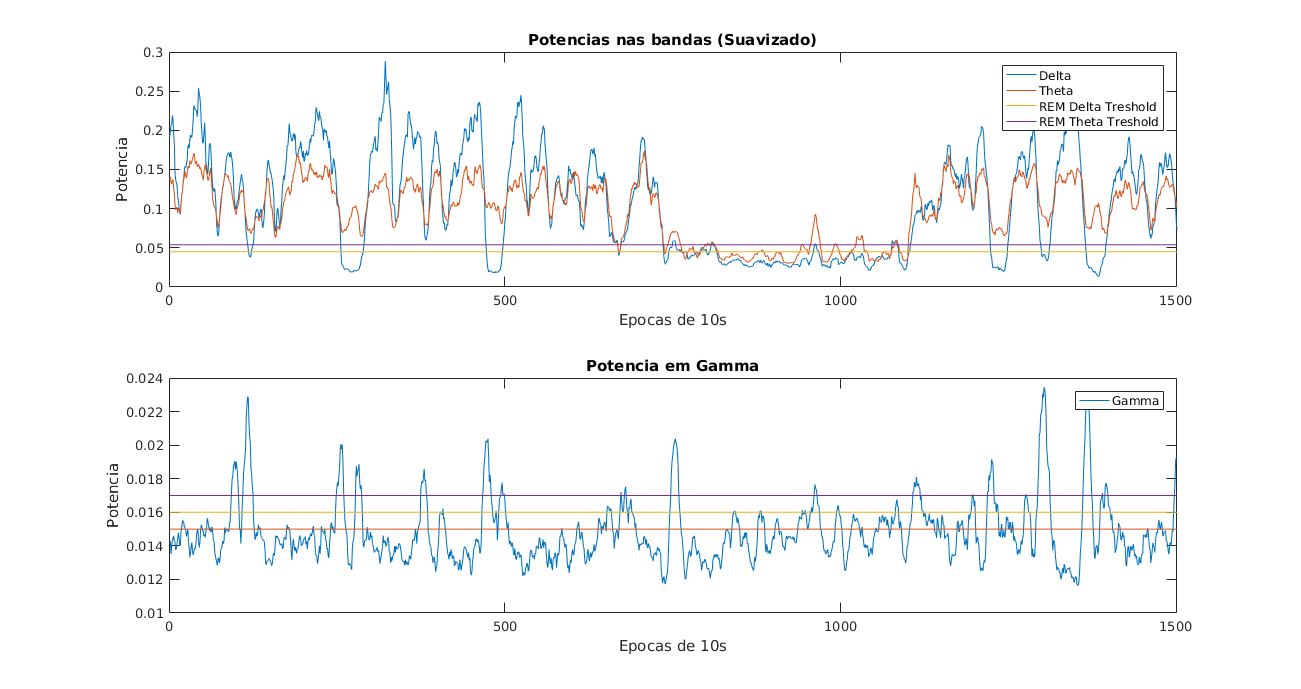 Potencias nas bandas (Suavizado)
0.3
0.25
0.2
0.15
0.1
0.05
0
Potencia
Delta
Theta
REM Delta Treshold
REM Theta Treshold
0 500 1000 1500
Epocas de 10s
Potencia em Gamma
0.024
0.022
0.02
0.018
0.016
0.014
0.012
0.01
Potencia
Gamma
0 500 1000 1500
Epocas de 10s